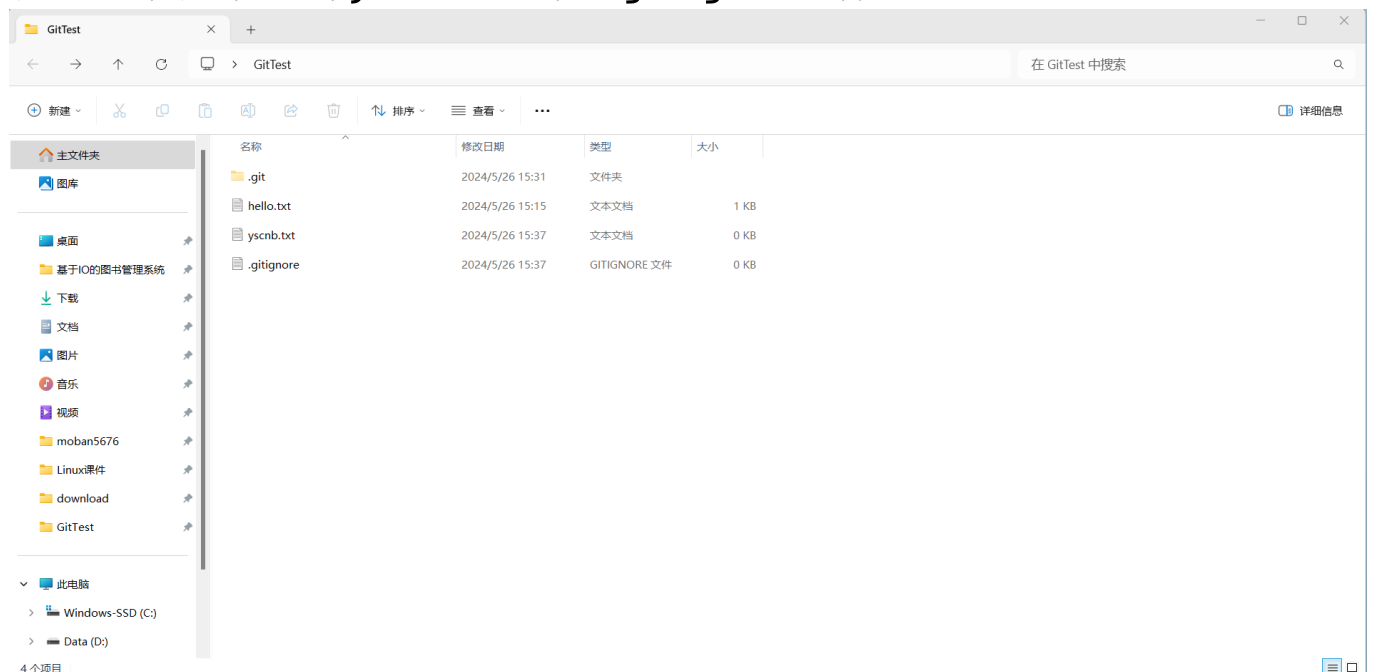 GitTest
GitTest
在 GitTest 中搜索
新建
排序
查看
详细信息
主文件夹
图库
桌面
基于IO的图书管理系统
下载
文档
图片
音乐
视频
moban5676
Linux课件
download
GitTest
此电脑
Windows-SSD (C:)
Data (D:)
名称 修改日期 类型 大小
.git 2024/5/26 15:31 文件夹
hello.txt 2024/5/26 15:15 文本文档 1 KB
yscnb.txt 2024/5/26 15:37 文本文档 0 KB
.gitignore 2024/5/26 15:37 GITIGNORE 文件 0 KB
4 个项目